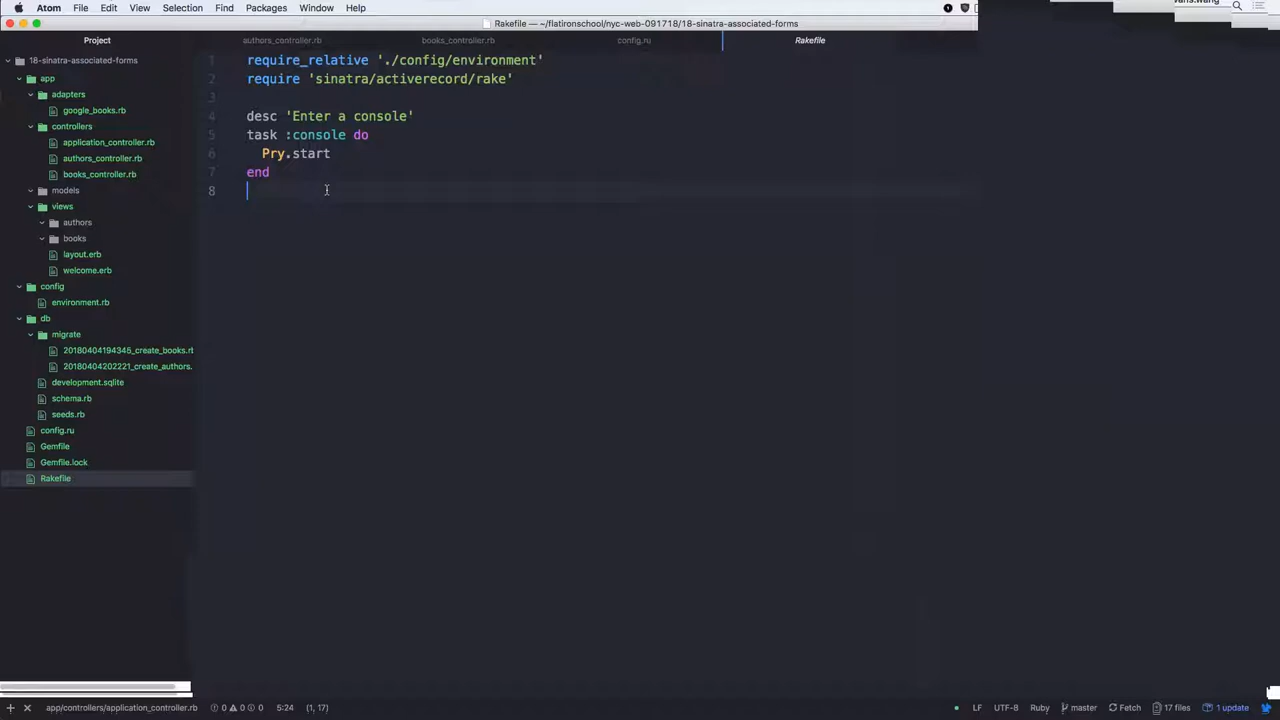 Atom File Edit View Selection Find Packages Window Help
Rakefile — ~/flatironschool/nyc-web-091718/18-sinatra-associated-forms
Project
authors_controller.rb books_controller.rb config.ru Rakefile
18-sinatra-associated-forms
app
adapters
google_books.rb
controllers
application_controller.rb
authors_controller.rb
books_controller.rb
models
views
authors
books
layout.erb
welcome.erb
config
environment.rb
db
migrate
20180404194345_create_books.rb
20180404202221_create_authors.
development.sqlite
schema.rb
seeds.rb
config.ru
Gemfile
Gemfile.lock
Rakefile
1 require_relative './config/environment'
2 require 'sinatra/activerecord/rake'
3
4 desc 'Enter a console'
5 task :console do
6 Pry.start
7 end
8
app/controllers/application_controller.rb 0 0 0 5:24 (1, 17) LF UTF-8 Ruby master Fetch 17 files 1 update